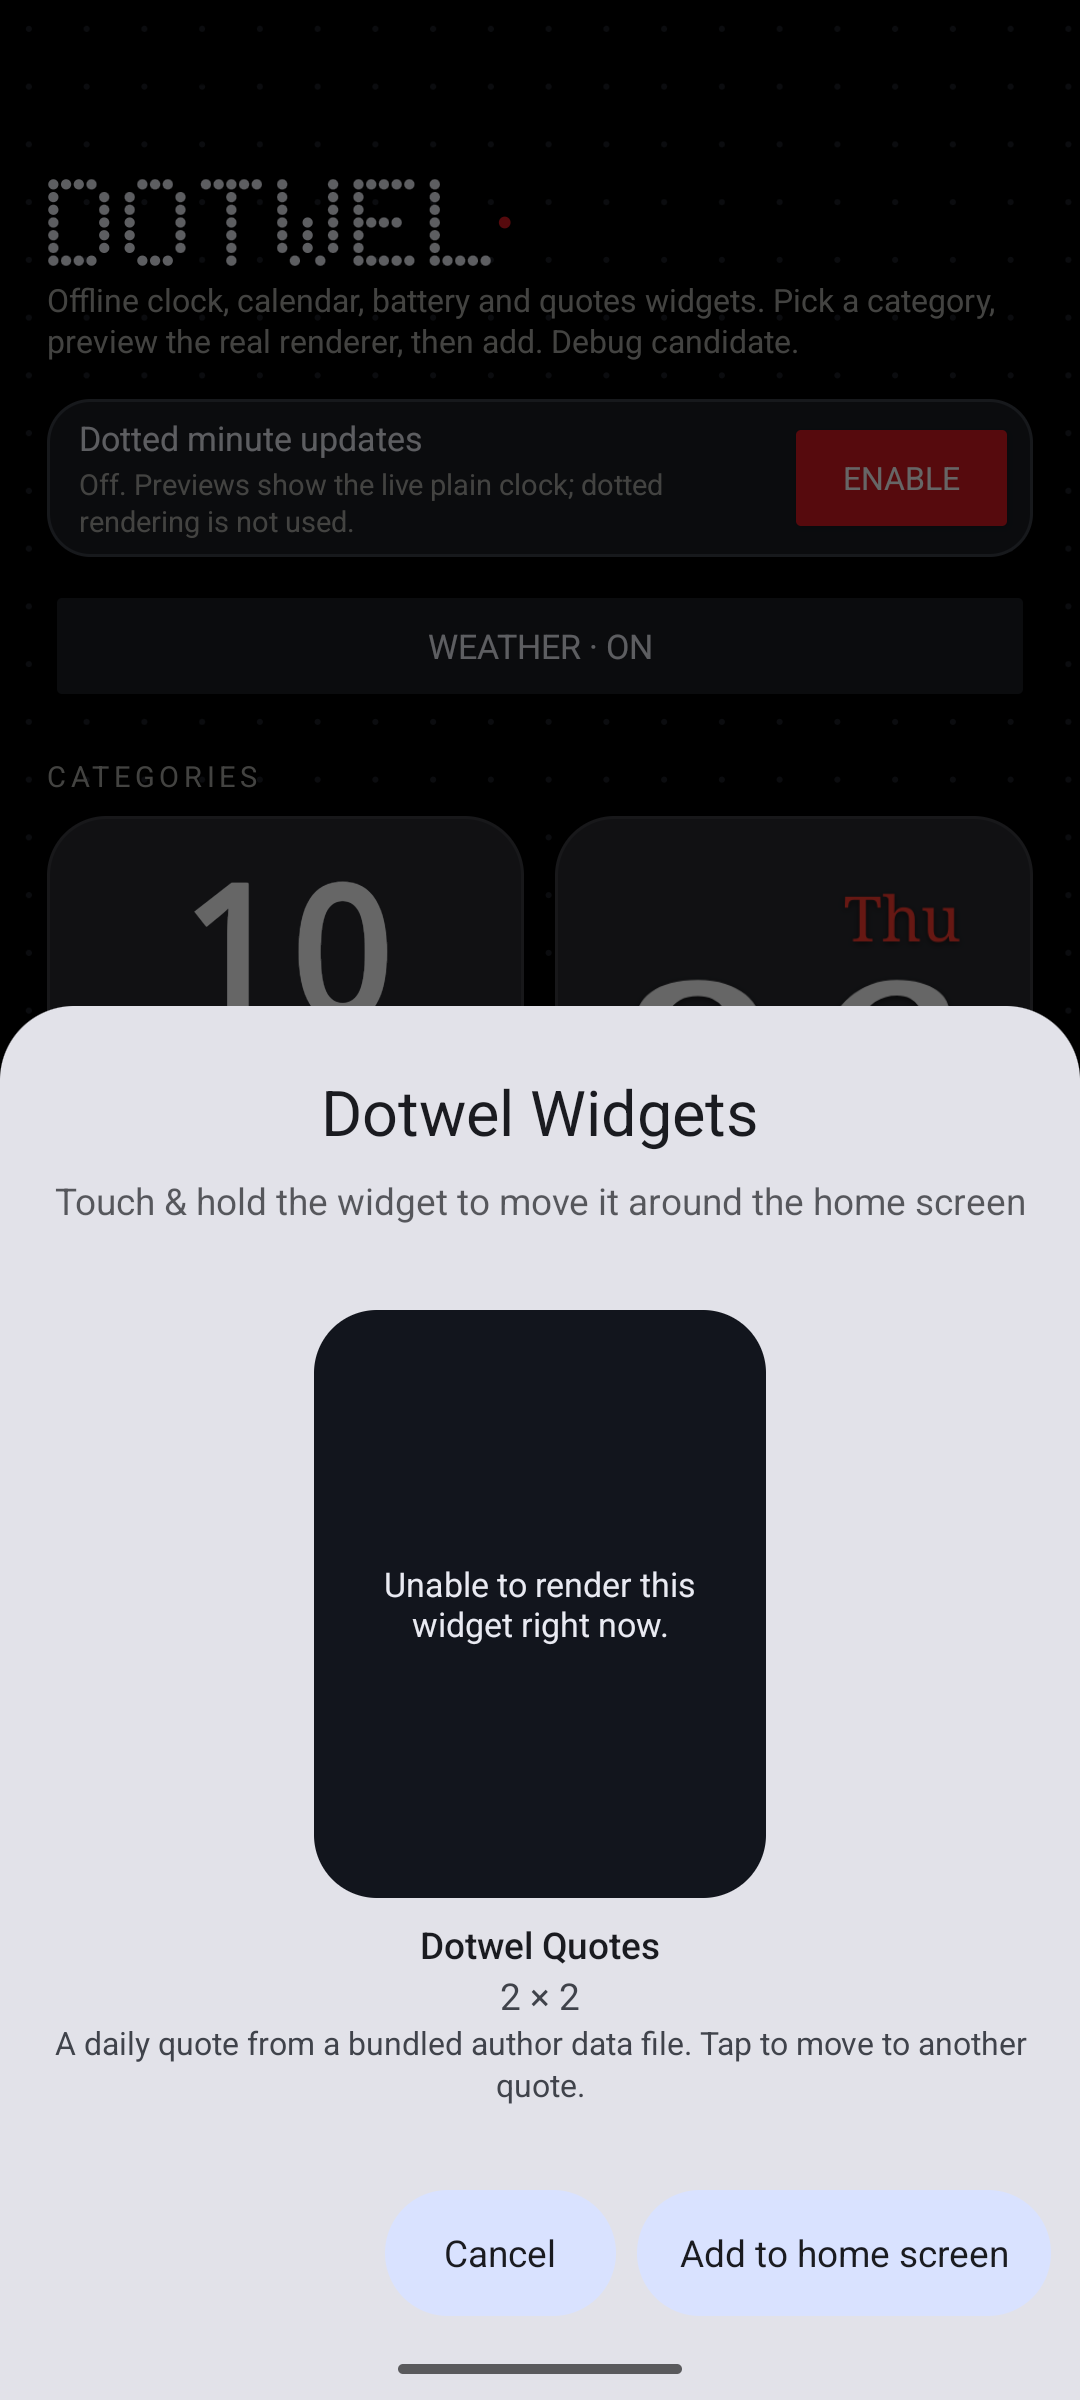 DOTWEL
Offline clock, calendar, battery and quotes widgets. Pick a category,
preview the real renderer, then add. Debug candidate.
Dotted minute updates
Off. Previews show the live plain clock; dotted
rendering is not used.
ENABLE
WEATHER · ON
CATEGORIES
10
Thu
Dotwel Widgets
Touch & hold the widget to move it around the home screen
Unable to render this
widget right now.
Dotwel Quotes
2 × 2
A daily quote from a bundled author data file. Tap to move to another
quote.
Cancel
Add to home screen